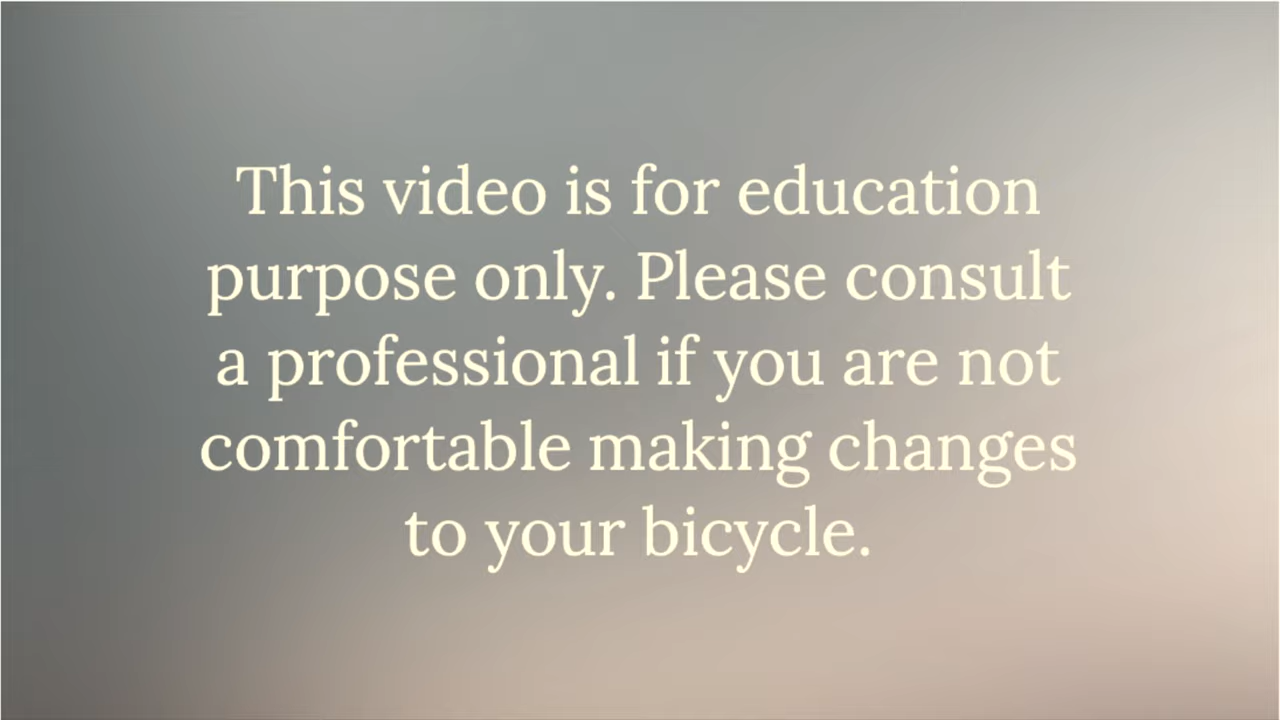 This video is for education
purpose only. Please consult
a professional if you are not
comfortable making changes
to your bicycle.